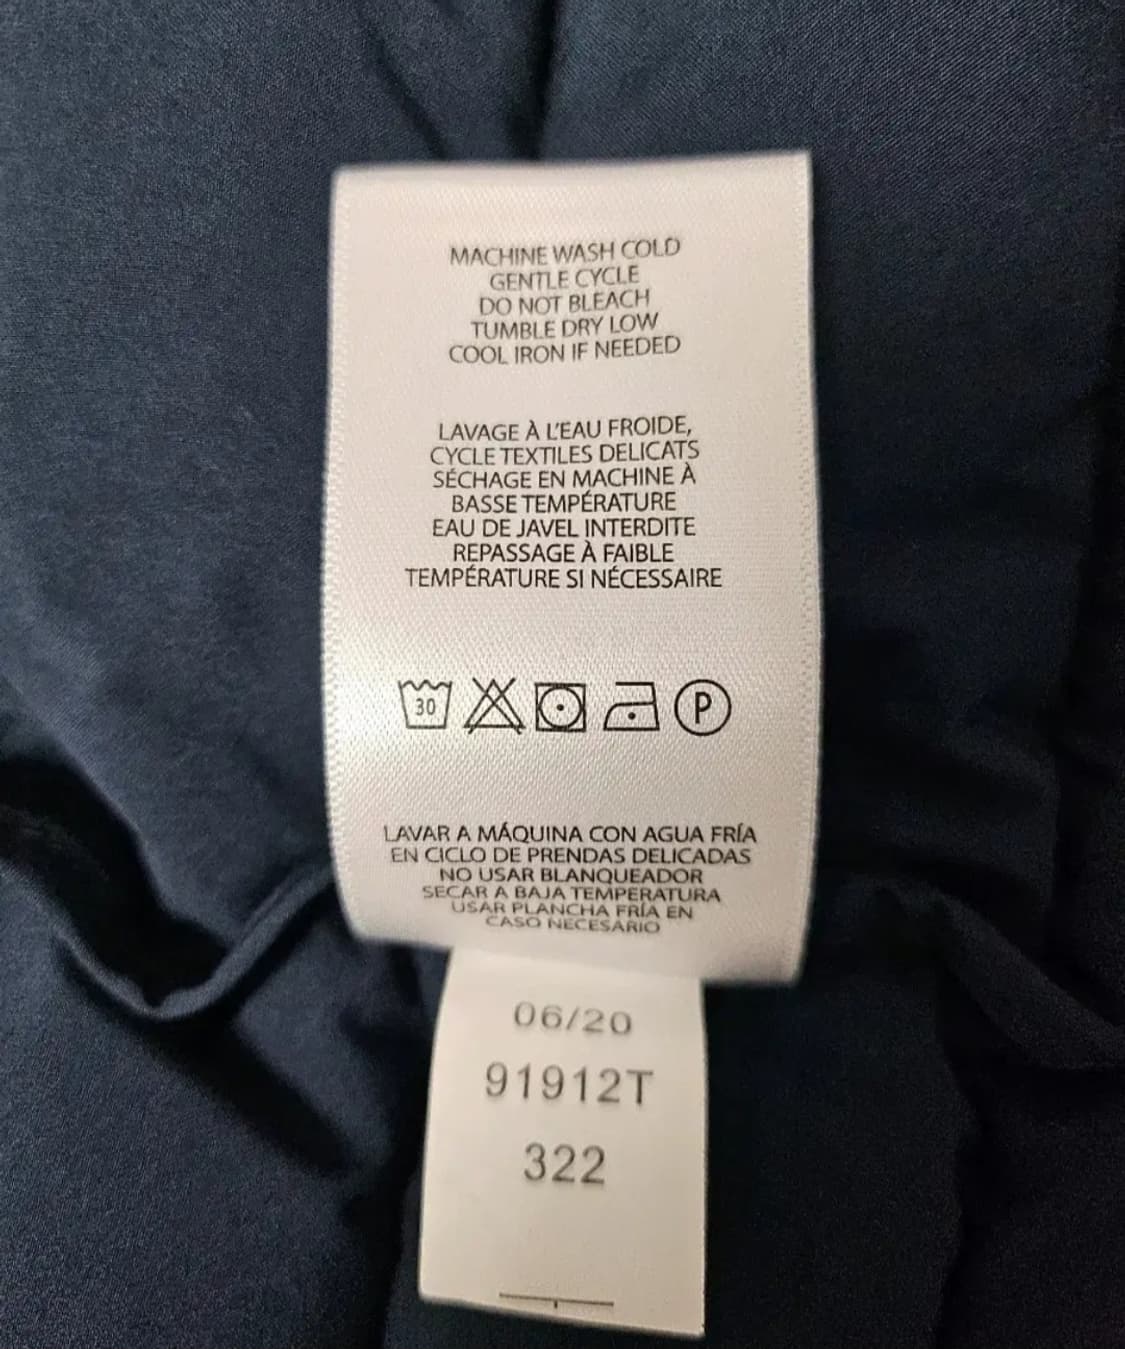 MACHINE WASH COLD
GENTLE CYCLE
DO NOT BLEACH
TUMBLE DRY LOW
COOL IRON IF NEEDED
LAVAGE À L'EAU FROIDE,
CYCLE TEXTILES DELICATS
SÉCHAGE EN MACHINE À
BASSE TEMPÉRATURE
EAU DE JAVEL INTERDITE
REPASSAGE À FAIBLE
TEMPÉRATURE SI NÉCESSAIRE
30 P
LAVAR A MÁQUINA CON AGUA FRÍA
EN CICLO DE PRENDAS DELICADAS
NO USAR BLANQUEADOR
SECAR A BAJA TEMPERATURA
USAR PLANCHA FRÍA EN
CASO NECESARIO
06/20
91912T
322